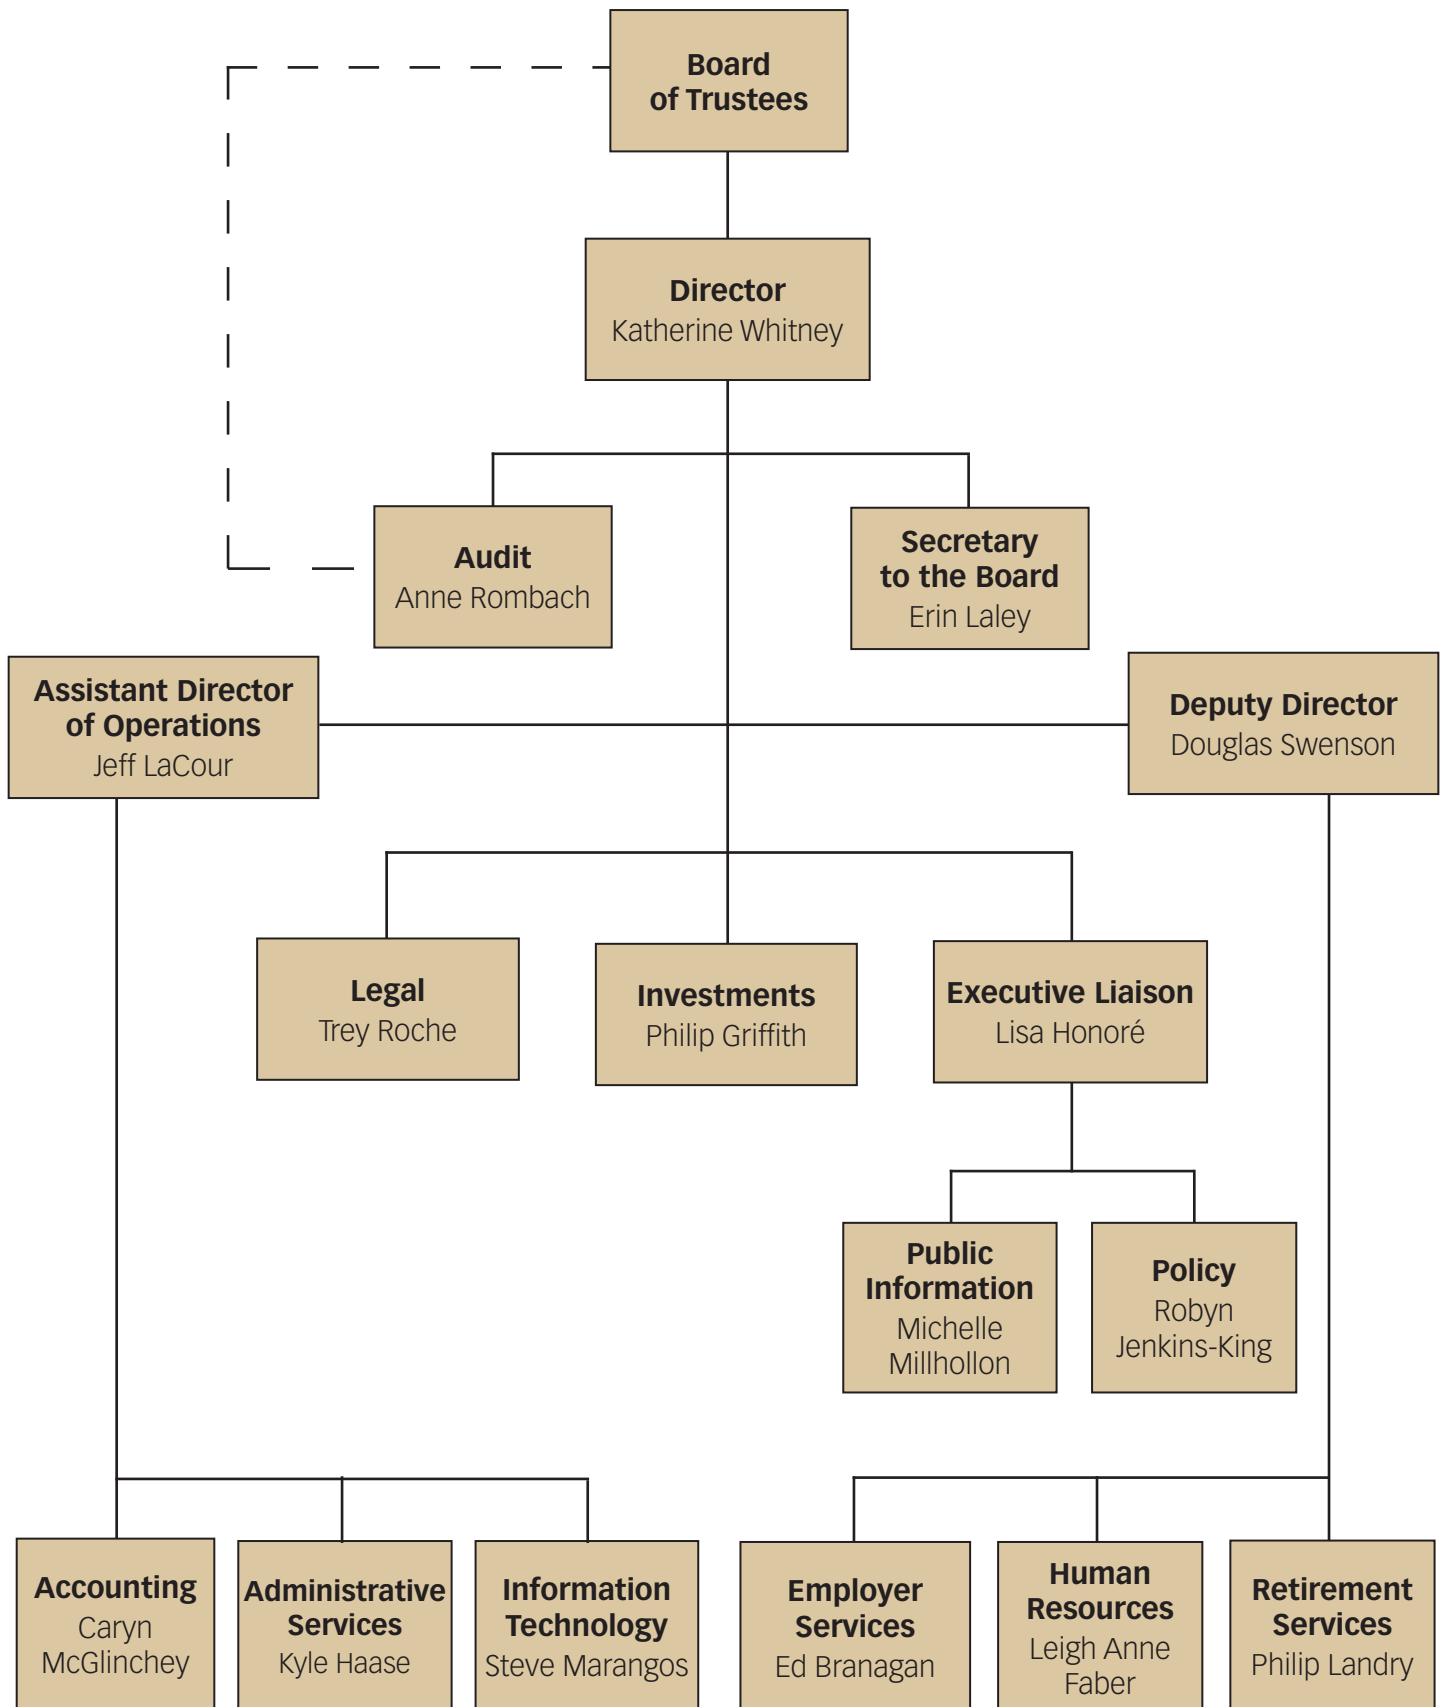 Board
of Trustees
Director
Katherine Whitney
Audit
Anne Rombach
Secretary
to the Board
Erin Laley
Assistant Director
of Operations
Jeff LaCour
Deputy Director
Douglas Swenson
Legal
Trey Roche
Investments
Philip Griffith
Executive Liaison
Lisa Honoré
Public
Information
Michelle
Millhollon
Policy
Robyn
Jenkins-King
Accounting
Caryn
McGlinchey
Administrative
Services
Kyle Haase
Information
Technology
Steve Marangos
Employer
Services
Ed Branagan
Human
Resources
Leigh Anne
Faber
Retirement
Services
Philip Landry